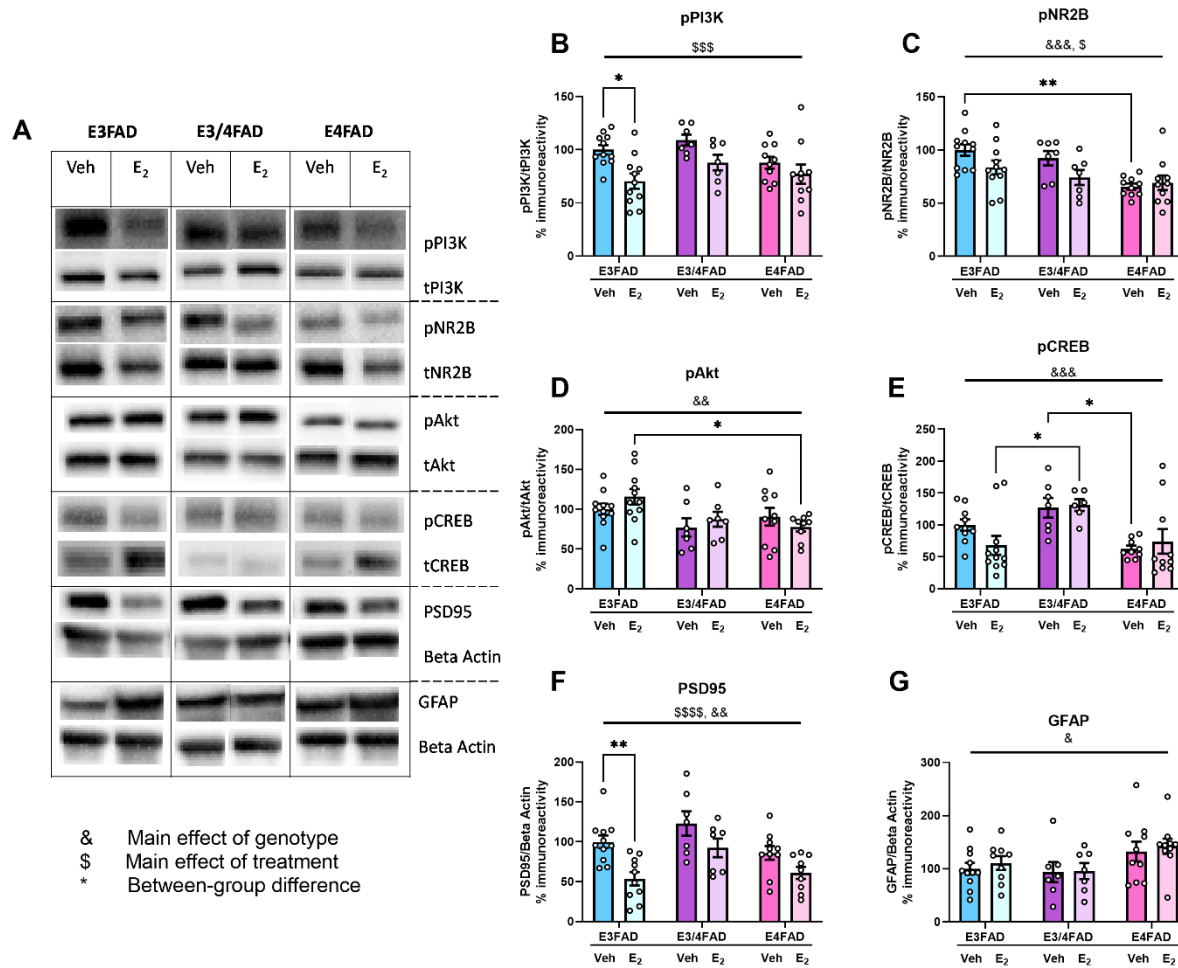 A
E3FAD E3/4FAD E4FAD
Veh E₂ Veh E₂ Veh E₂
pPI3K
tPI3K
pNR2B
tNR2B
pAkt
tAkt
pCREB
tCREB
PSD95
Beta Actin
GFAP
Beta Actin
& Main effect of genotype
$ Main effect of treatment
* Between-group difference
B
pPI3K
$$$
*
pPI3K/tPI3K
% immunoreactivity
150
100
50
0
E3FAD E3/4FAD E4FAD
Veh E₂ Veh E₂ Veh E₂
C
pNR2B
&&&, $
**
pNR2B/tNR2B
% immunoreactivity
150
100
50
0
E3FAD E3/4FAD E4FAD
Veh E₂ Veh E₂ Veh E₂
D
pAkt
&&
*
pAkt/tAkt
% immunoreactivity
200
150
100
50
0
E3FAD E3/4FAD E4FAD
Veh E₂ Veh E₂ Veh E₂
E
pCREB
&&&
*
*
pCREB/tCREB
% immunoreactivity
250
200
150
100
50
0
E3FAD E3/4FAD E4FAD
Veh E₂ Veh E₂ Veh E₂
F
PSD95
$$$$, &&
**
PSD95/Beta Actin
% immunoreactivity
200
150
100
50
0
E3FAD E3/4FAD E4FAD
Veh E₂ Veh E₂ Veh E₂
G
GFAP
&
GFAP/Beta Actin
% immunoreactivity
300
200
100
0
E3FAD E3/4FAD E4FAD
Veh E₂ Veh E₂ Veh E₂